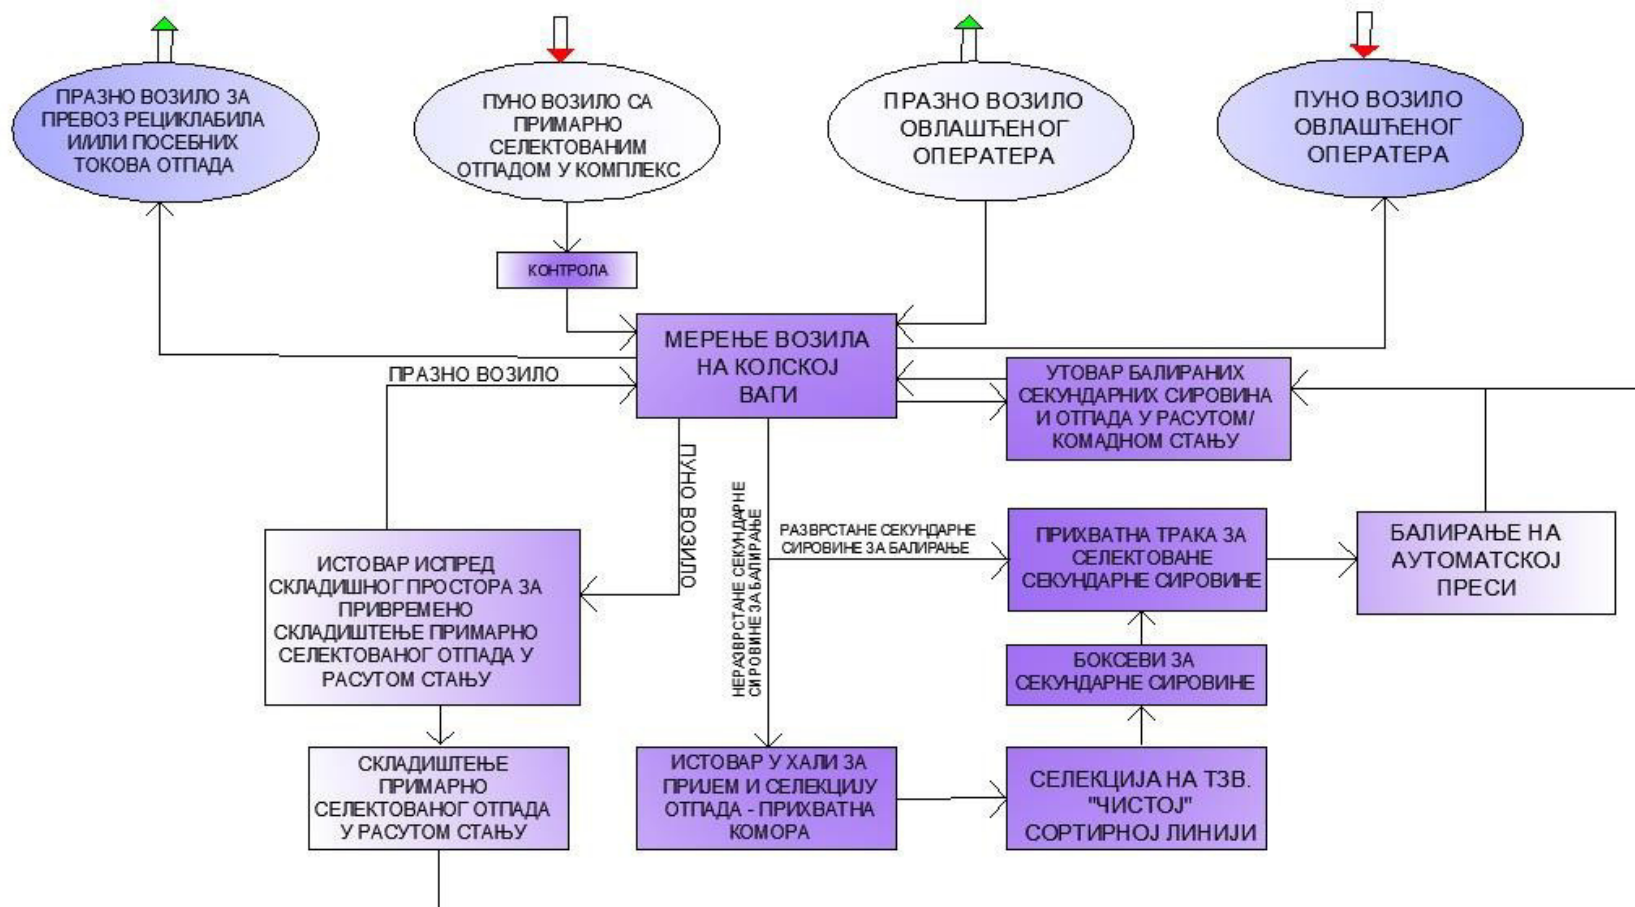 ПРАЗНО ВОЗИЛО ЗА
ПРЕВОЗ РЕЦИКЛАБИЛА
И/ИЛИ ПОСЕБНИХ
ТОКОВА ОТПАДА
ПУНО ВОЗИЛО СА
ПРИМАРНО
СЕЛЕКТОВАНИМ
ОТПАДОМ У КОМПЛЕКС
ПРАЗНО ВОЗИЛО
ОВЛАШЋЕНОГ
ОПЕРАТЕРА
ПУНО ВОЗИЛО
ОВЛАШЋЕНОГ
ОПЕРАТЕРА
КОНТРОЛА
МЕРЕЊЕ ВОЗИЛА
НА КОЛСКОЈ
ВАГИ
ПРАЗНО ВОЗИЛО
УТОВАР БАЛИРАНИХ
СЕКУНДАРНИХ СИРОВИНА
И ОТПАДА У РАСУТОМ/
КОМАДНОМ СТАЊУ
ПУНО ВОЗИЛО
НЕРАЗВРСТАНЕ СЕКУНДАРНЕ
СИРОВИНЕ ЗА БАЛИРАЊЕ
РАЗВРСТАНЕ СЕКУНДАРНЕ
СИРОВИНЕ ЗА БАЛИРАЊЕ
ПРИХВАТНА ТРАКА ЗА
СЕЛЕКТОВАНЕ
СЕКУНДАРНЕ СИРОВИНЕ
БАЛИРАЊЕ НА
АУТОМАТСКОЈ
ПРЕСИ
ИСТОВАР ИСПРЕД
СКЛАДИШНОГ ПРОСТОРА ЗА
ПРИВРЕМЕНО
СКЛАДИШТЕЊЕ ПРИМАРНО
СЕЛЕКТОВАНОГ ОТПАДА У
РАСУТОМ СТАЊУ
БОКСЕВИ ЗА
СЕКУНДАРНЕ СИРОВИНЕ
СКЛАДИШТЕЊЕ
ПРИМАРНО
СЕЛЕКТОВАНОГ ОТПАДА
У РАСУТОМ СТАЊУ
ИСТОВАР У ХАЛИ ЗА
ПРИЈЕМ И СЕЛЕКЦИЈУ
ОТПАДА - ПРИХВАТНА
КОМОРА
СЕЛЕКЦИЈА НА ТЗВ.
"ЧИСТОЈ"
СОРТИРНОЈ ЛИНИЈИ